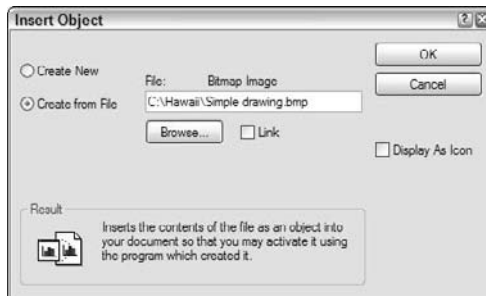 Insert Object
OK
Create New
File: Bitmap Image
Cancel
Create from File
C:\Hawaii\Simple drawing.bmp
Browse... Link
Display As Icon
Result
Inserts the contents of the file as an object into
your document so that you may activate it using
the program which created it.